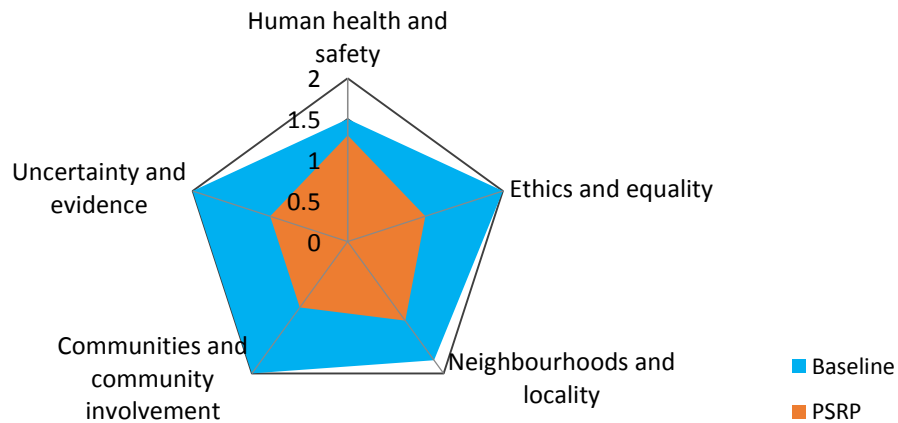 Human health and
safety
2
1.5
1
0.5
0
Ethics and equality
Neighbourhoods and
locality
Communities and
community
involvement
Uncertainty and
evidence
Baseline
PSRP